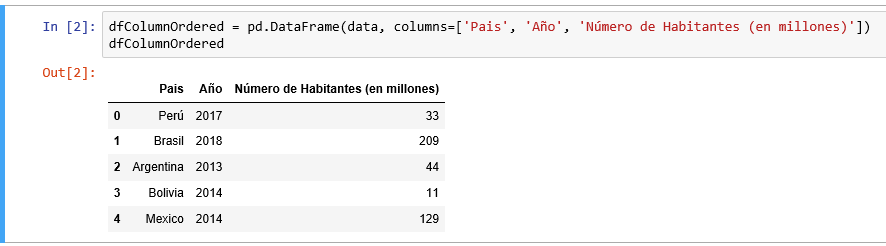 In [2]: dfColumnOrdered = pd.DataFrame(data, columns=['Pais', 'Año', 'Número de Habitantes (en millones)'])
dfColumnOrdered
Out[2]:
Pais Año Número de Habitantes (en millones)
0 Perú 2017 33
1 Brasil 2018 209
2 Argentina 2013 44
3 Bolivia 2014 11
4 Mexico 2014 129